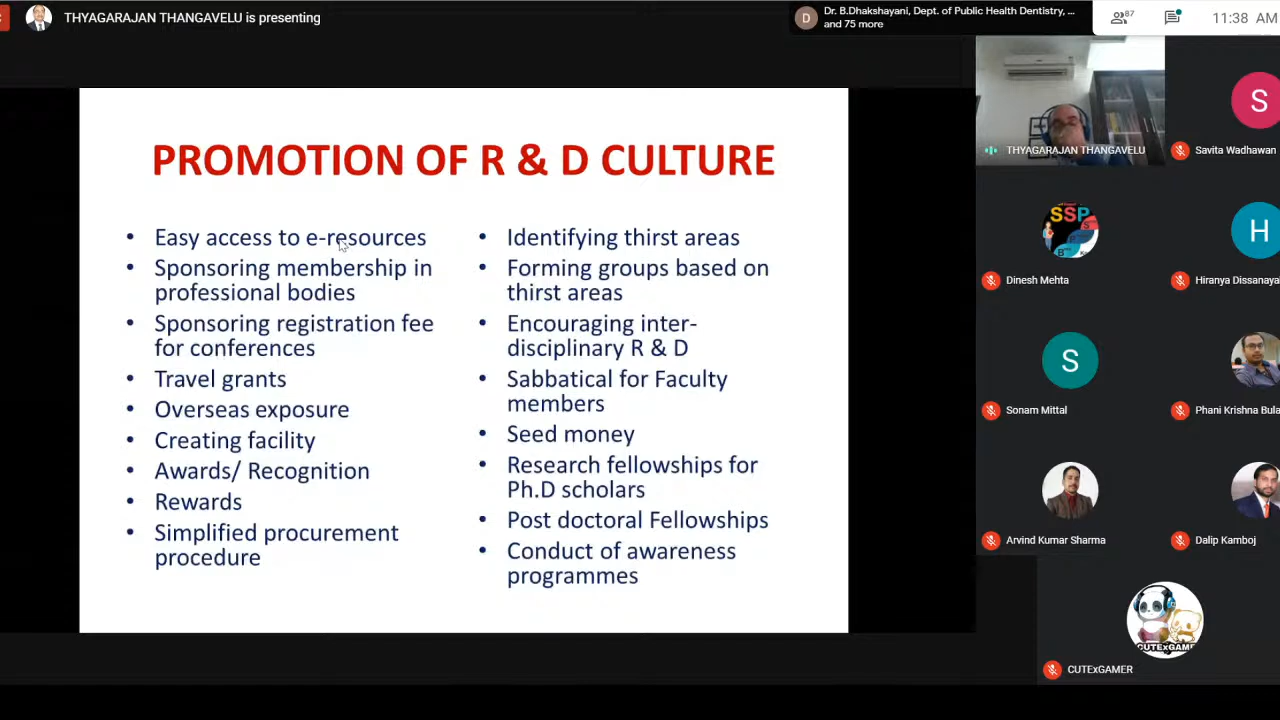 THYAGARAJAN THANGAVELU is presenting
D
Dr. B.Dhakshayani, Dept. of Public Health Dentistry, ...
and 75 more
87
11:38 AM
PROMOTION OF R & D CULTURE
• Easy access to e-resources
• Sponsoring membership in
professional bodies
• Sponsoring registration fee
for conferences
• Travel grants
• Overseas exposure
• Creating facility
• Awards/ Recognition
• Rewards
• Simplified procurement
procedure
• Identifying thirst areas
• Forming groups based on
thirst areas
• Encouraging inter-
disciplinary R & D
• Sabbatical for Faculty
members
• Seed money
• Research fellowships for
Ph.D scholars
• Post doctoral Fellowships
• Conduct of awareness
programmes
THYAGARAJAN THANGAVELU
S
Savita Wadhawan
SSP
Dinesh Mehta
H
Hiranya Dissanaya
S
Sonam Mittal
Phani Krishna Bula
Arvind Kumar Sharma
Dalip Kamboj
CUTExGAMER